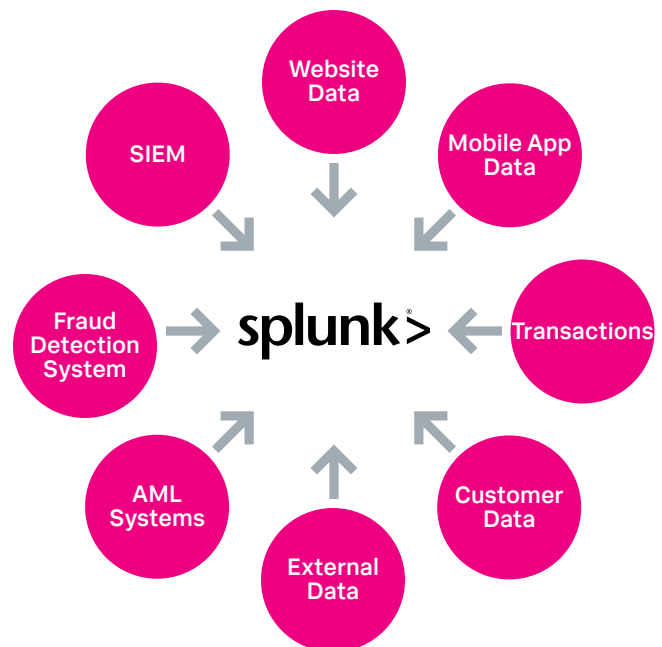 Website
Data
Mobile App
Data
Transactions
Customer
Data
External
Data
AML
Systems
Fraud
Detection
System
SIEM
splunk®>